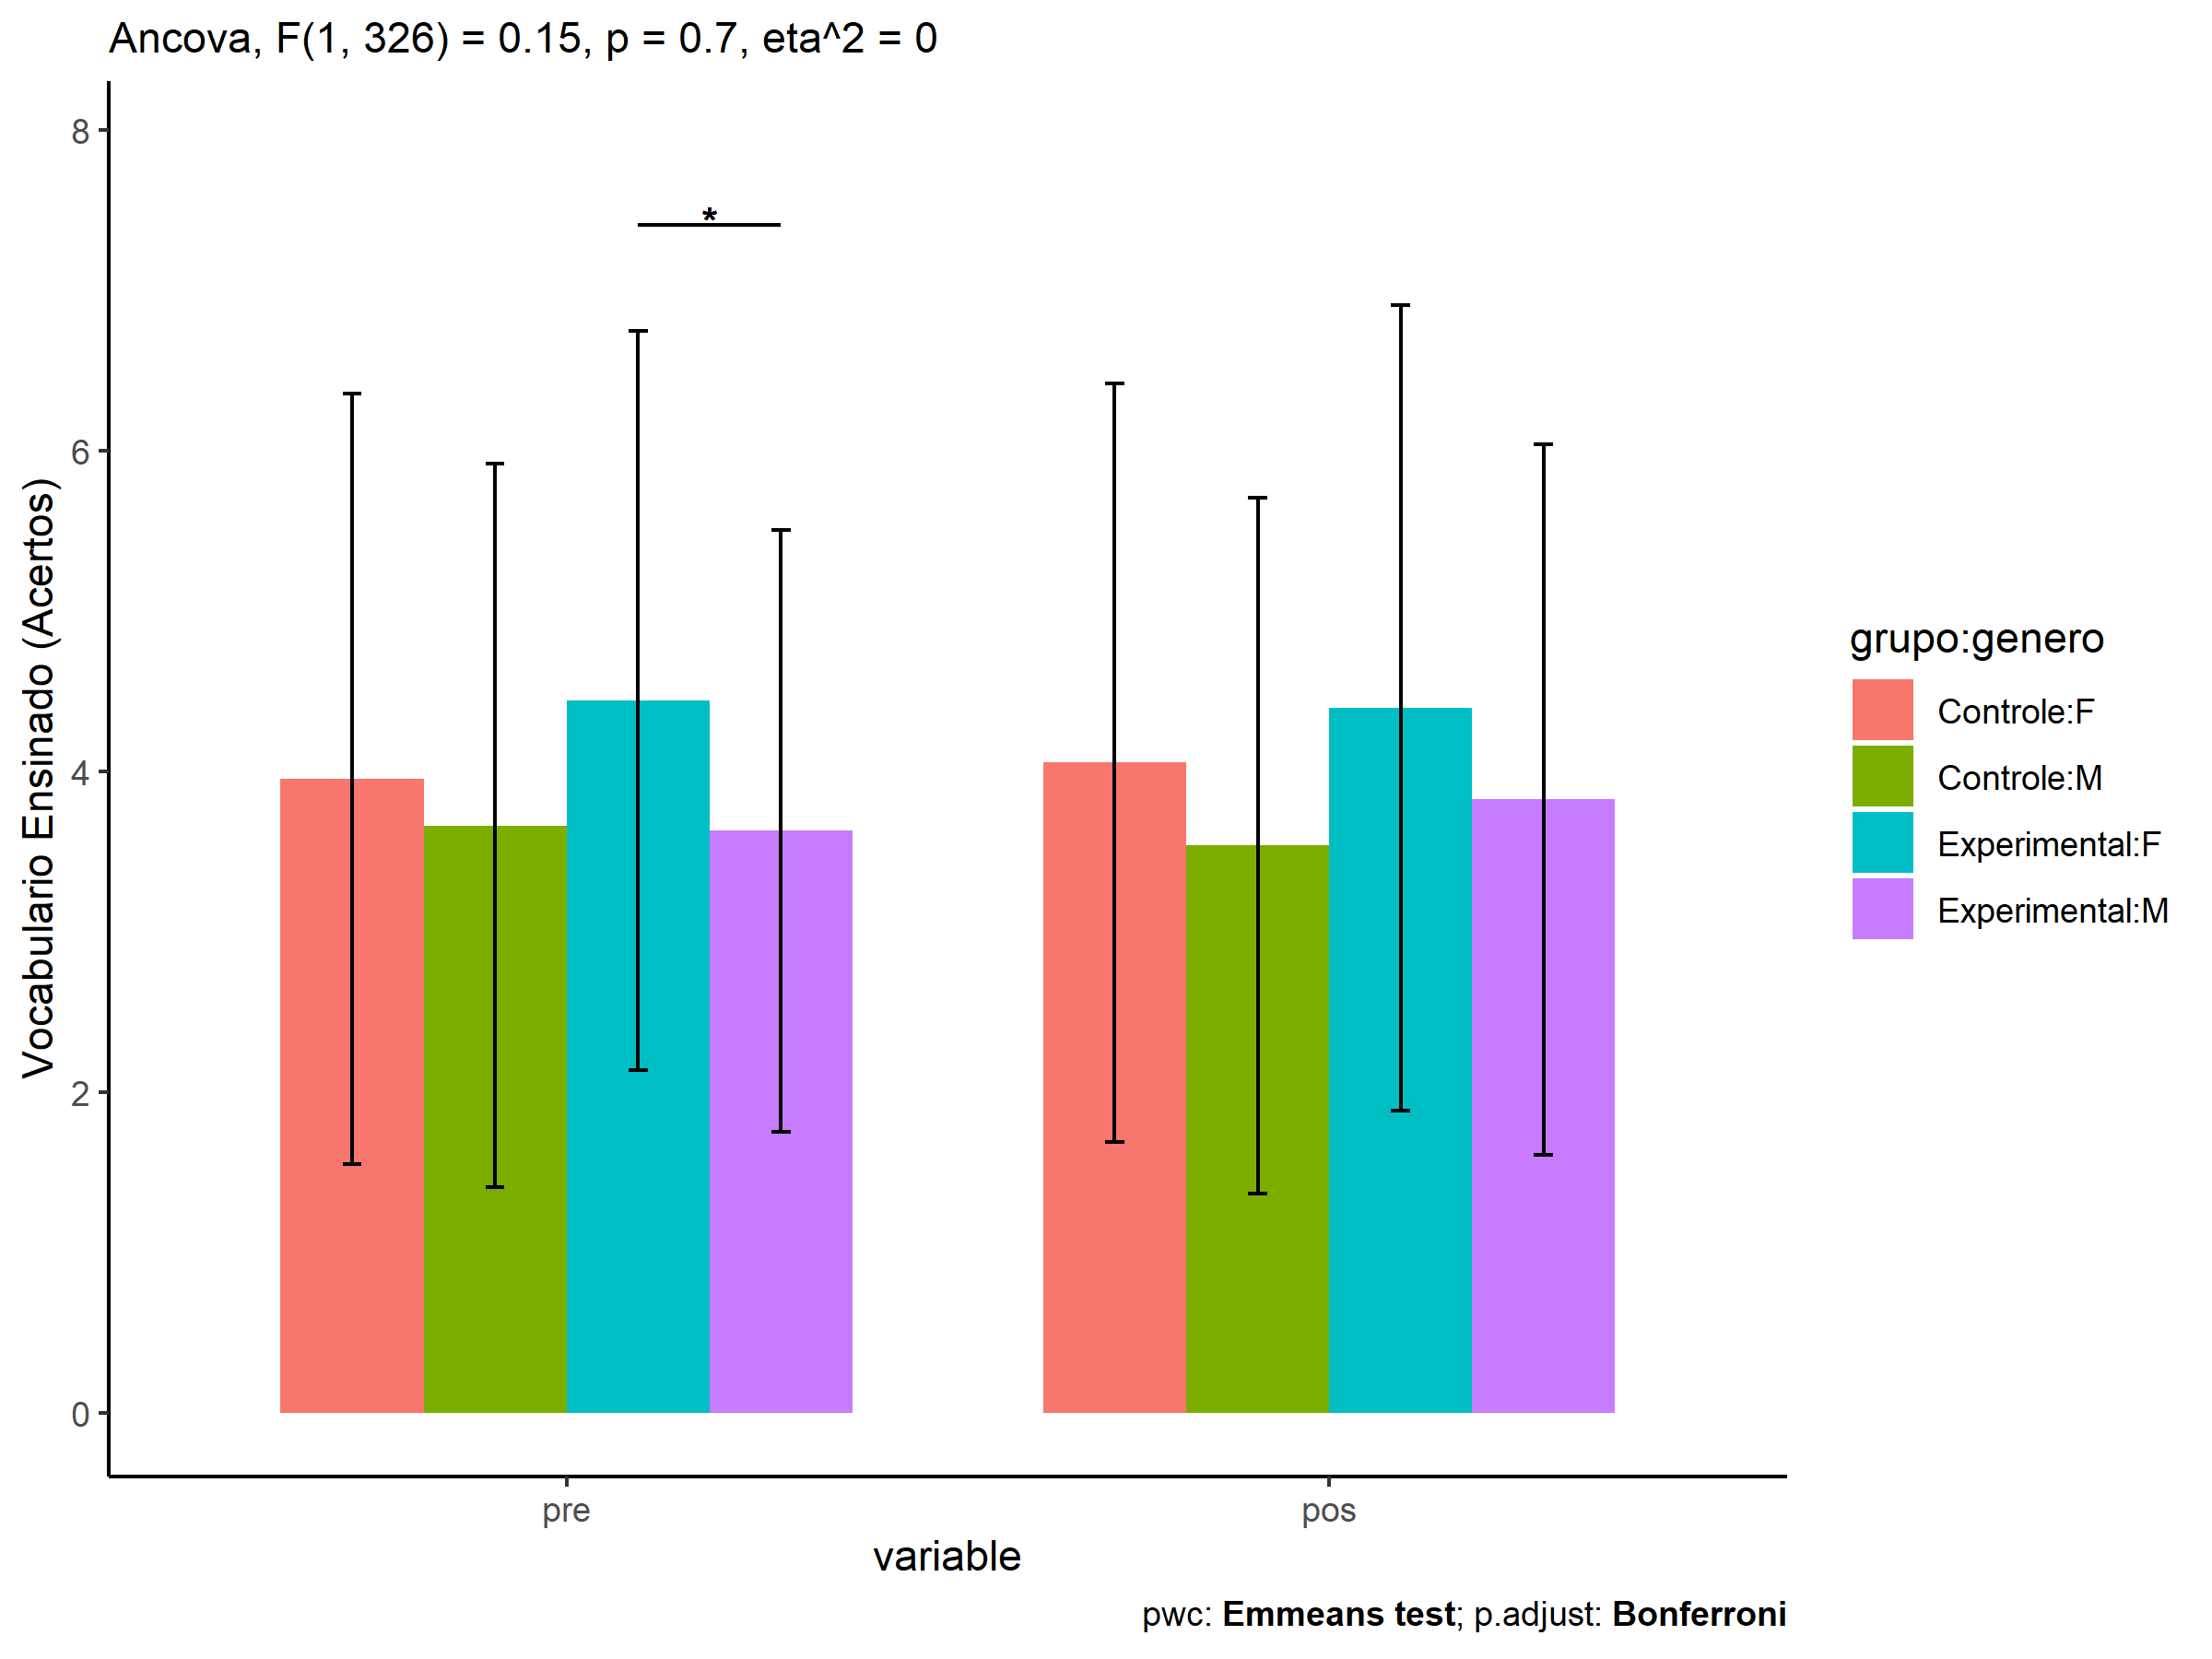 Ancova, F(1, 326) = 0.15, p = 0.7, eta^2 = 0
Vocabulario Ensinado (Acertos)
8
6
4
2
0
*
pre
pos
variable
grupo:genero
Controle:F
Controle:M
Experimental:F
Experimental:M
pwc: Emmeans test; p.adjust: Bonferroni